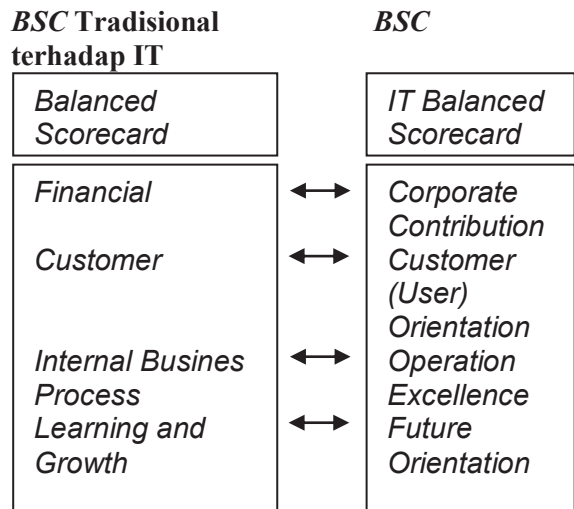 BSC Tradisional
terhadap IT
BSC
Balanced
Scorecard
IT Balanced
Scorecard
Financial
Corporate
Contribution
Customer
Customer
(User)
Orientation
Internal Busines
Process
Operation
Excellence
Learning and
Growth
Future
Orientation